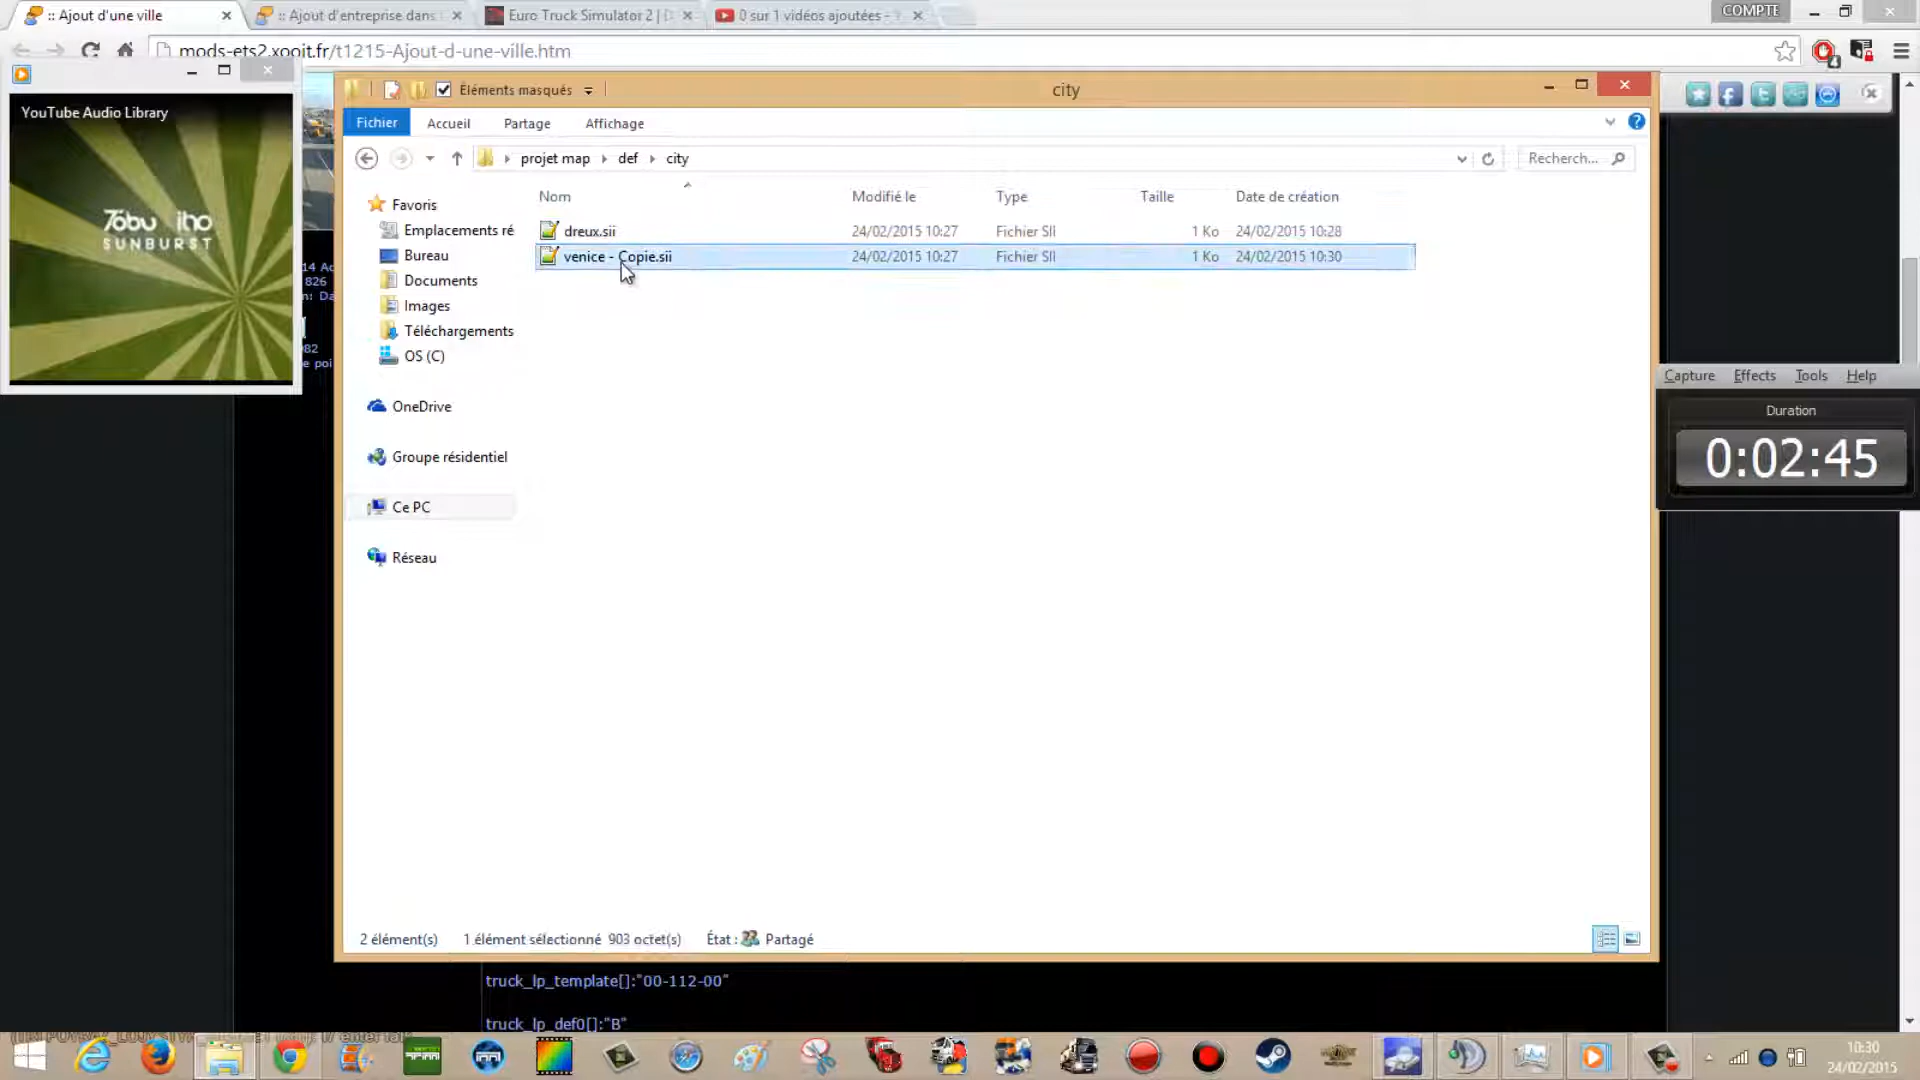 :: Ajout d'une ville
:: Ajout d'entreprise dans
Euro Truck Simulator 2 |
0 sur 1 vidéos ajoutées -
COMPTE
mods-ets2.xooit.fr/t1215-Ajout-d-une-ville.htm
YouTube Audio Library
SUNBURST
Éléments masqués
city
Fichier
Accueil
Partage
Affichage
projet map
def
city
Recherch...
Nom
Modifié le
Type
Taille
Date de création
dreux.sii
24/02/2015 10:27
Fichier SII
1 Ko
24/02/2015 10:28
venice - Copie.sii
24/02/2015 10:27
Fichier SII
1 Ko
24/02/2015 10:30
Favoris
Emplacements ré
Bureau
Documents
Images
Téléchargements
OS (C)
OneDrive
Groupe résidentiel
Ce PC
Réseau
14 Ao
826
n: Da
982
e poi
Capture
Effects
Tools
Help
Duration
0:02:45
2 élément(s)
1 élément sélectionné 903 octet(s)
État :
Partagé
truck_lp_template[]:"00-112-00"
truck_lp_def0[]:"B"
10:30
24/02/2015